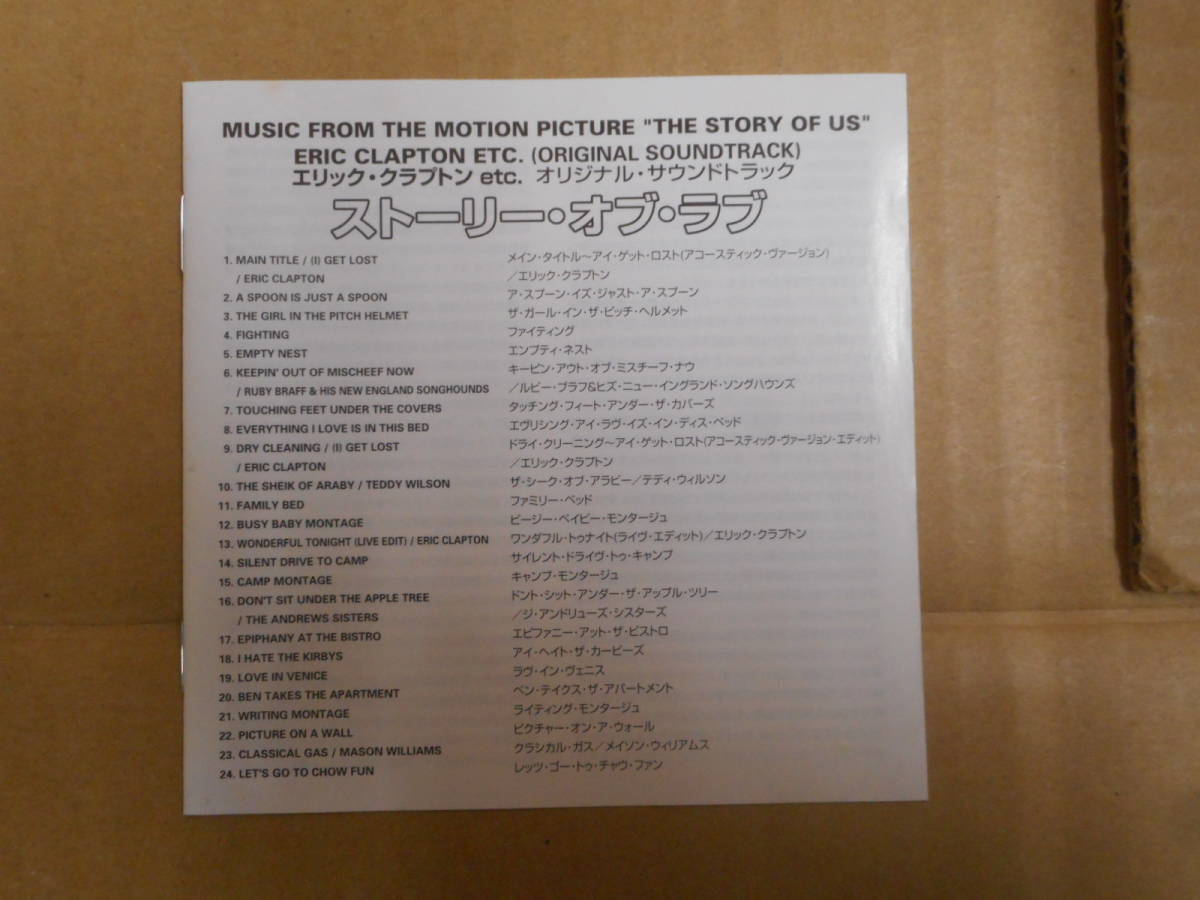 MUSIC FROM THE MOTION PICTURE "THE STORY OF US"
ERIC CLAPTON ETC. (ORIGINAL SOUNDTRACK)
エリック・クラプトン etc. オリジナル・サウンドトラック
ストーリー・オブ・ラブ
1. MAIN TITLE / (I) GET LOST メイン・タイトル〜アイ・ゲット・ロスト(アコースティック・ヴァージョン)
/ ERIC CLAPTON ／エリック・クラプトン
2. A SPOON IS JUST A SPOON ア・スプーン・イズ・ジャスト・ア・スプーン
3. THE GIRL IN THE PITCH HELMET ザ・ガール・イン・ザ・ピッチ・ヘルメット
4. FIGHTING ファイティング
5. EMPTY NEST エンプティ・ネスト
6. KEEPIN' OUT OF MISCHEEF NOW キーピン・アウト・オブ・ミスチーフ・ナウ
/ RUBY BRAFF & HIS NEW ENGLAND SONGHOUNDS ／ルビー・ブラフ&ヒズ・ニュー・イングランド・ソングハウンズ
7. TOUCHING FEET UNDER THE COVERS タッチング・フィート・アンダー・ザ・カバーズ
8. EVERYTHING I LOVE IS IN THIS BED エヴリシング・アイ・ラヴ・イズ・イン・ディス・ベッド
9. DRY CLEANING / (I) GET LOST ドライ・クリーニング〜アイ・ゲット・ロスト(アコースティック・ヴァージョン・エディット)
/ ERIC CLAPTON ／エリック・クラプトン
10. THE SHEIK OF ARABY / TEDDY WILSON ザ・シーク・オブ・アラビー／テディ・ウィルソン
11. FAMILY BED ファミリー・ベッド
12. BUSY BABY MONTAGE ビージー・ベイビー・モンタージュ
13. WONDERFUL TONIGHT (LIVE EDIT) / ERIC CLAPTON ワンダフル・トゥナイト(ライヴ・エディット)／エリック・クラプトン
14. SILENT DRIVE TO CAMP サイレント・ドライヴ・トゥ・キャンプ
15. CAMP MONTAGE キャンプ・モンタージュ
16. DON'T SIT UNDER THE APPLE TREE ドント・シット・アンダー・ザ・アップル・ツリー
/ THE ANDREWS SISTERS ／ジ・アンドリューズ・シスターズ
17. EPIPHANY AT THE BISTRO エピファニー・アット・ザ・ビストロ
18. I HATE THE KIRBYS アイ・ヘイト・ザ・カービーズ
19. LOVE IN VENICE ラヴ・イン・ヴェニス
20. BEN TAKES THE APARTMENT ベン・テイクス・ザ・アパートメント
21. WRITING MONTAGE ライティング・モンタージュ
22. PICTURE ON A WALL ピクチャー・オン・ア・ウォール
23. CLASSICAL GAS / MASON WILLIAMS クラシカル・ガス／メイソン・ウィリアムス
24. LET'S GO TO CHOW FUN レッツ・ゴー・トゥ・チャウ・ファン